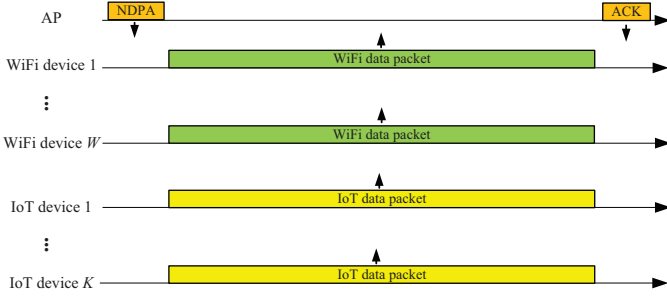 NDPA
ACK
AP
WiFi data packet
WiFi device 1
WiFi data packet
WiFi device W
IoT data packet
IoT device 1
IoT data packet
IoT device K